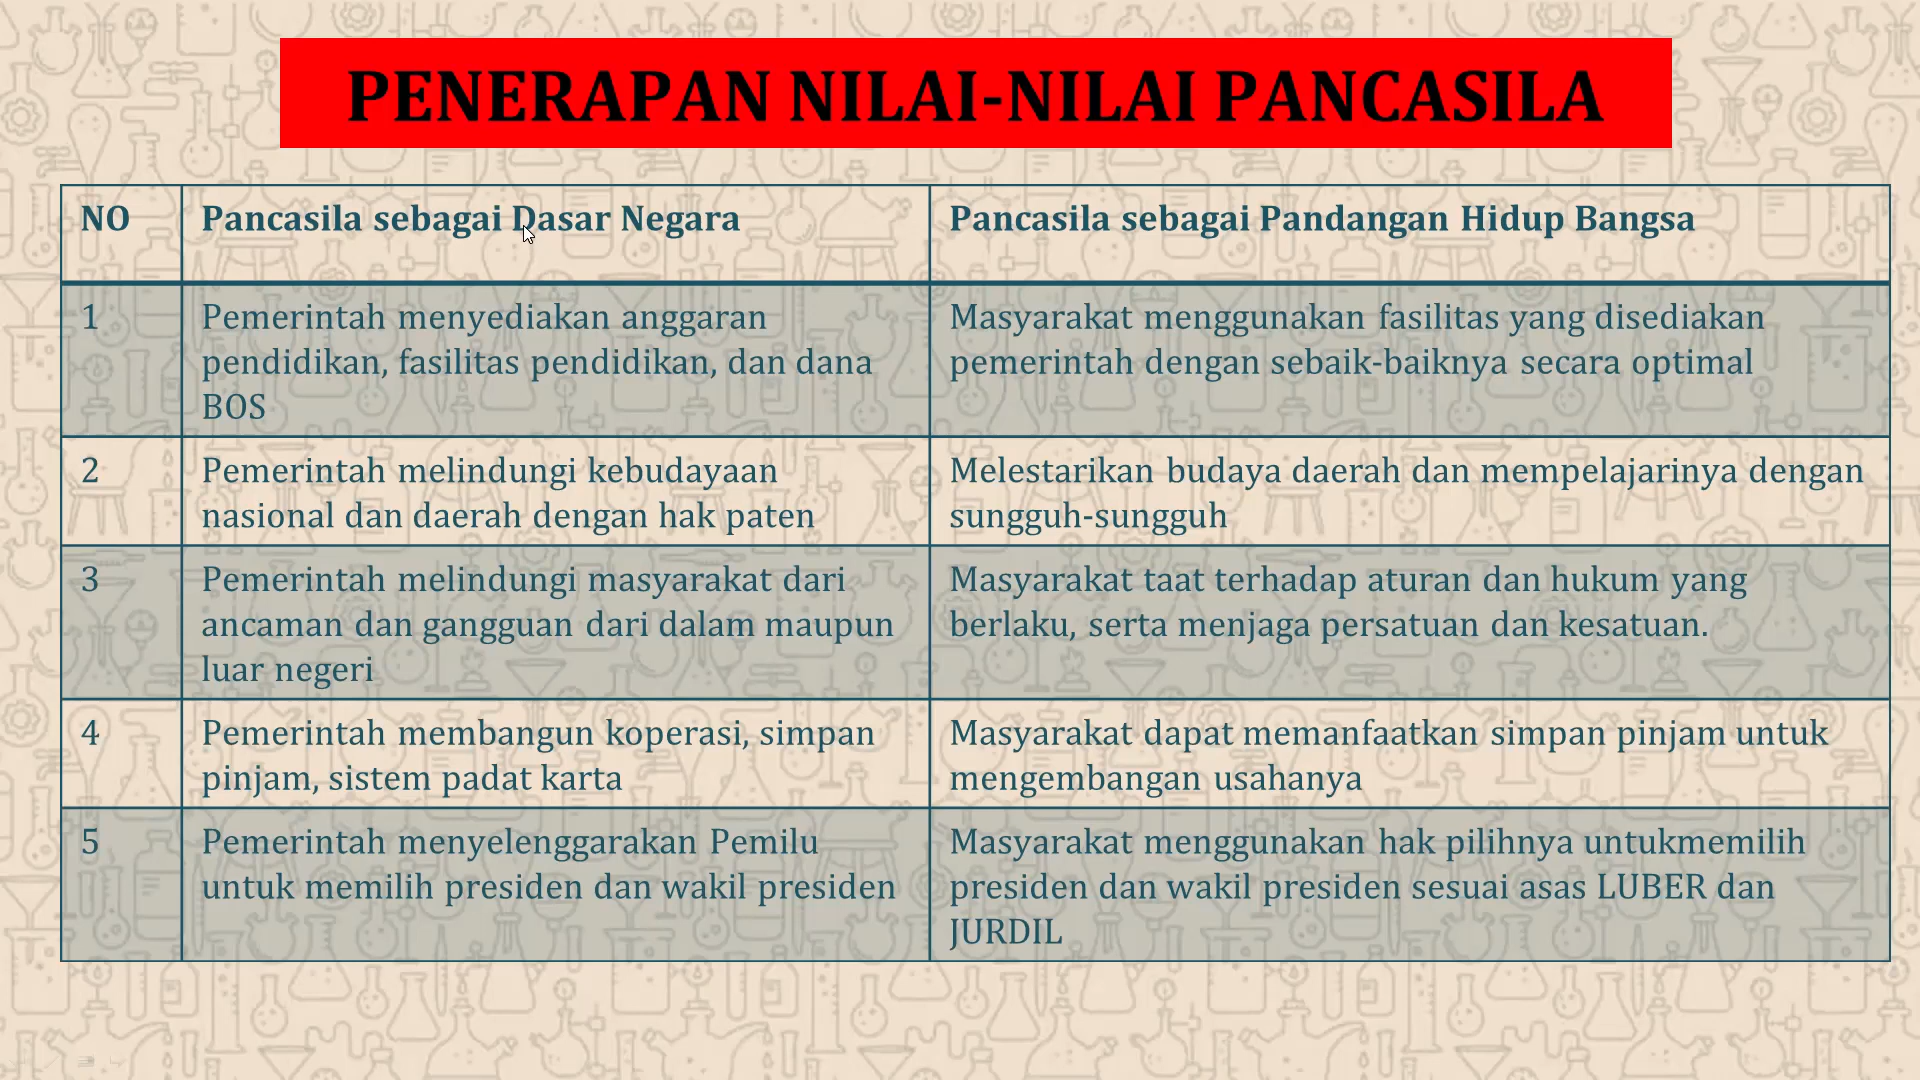 PENERAPAN NILAI-NILAI PANCASILA
NO
Pancasila sebagai Dasar Negara
Pancasila sebagai Pandangan Hidup Bangsa
1
Pemerintah menyediakan anggaran
pendidikan, fasilitas pendidikan, dan dana
BOS
Masyarakat menggunakan fasilitas yang disediakan
pemerintah dengan sebaik-baiknya secara optimal
2
Pemerintah melindungi kebudayaan
nasional dan daerah dengan hak paten
Melestarikan budaya daerah dan mempelajarinya dengan
sungguh-sungguh
3
Pemerintah melindungi masyarakat dari
ancaman dan gangguan dari dalam maupun
luar negeri
Masyarakat taat terhadap aturan dan hukum yang
berlaku, serta menjaga persatuan dan kesatuan.
4
Pemerintah membangun koperasi, simpan
pinjam, sistem padat karta
Masyarakat dapat memanfaatkan simpan pinjam untuk
mengembangan usahanya
5
Pemerintah menyelenggarakan Pemilu
untuk memilih presiden dan wakil presiden
Masyarakat menggunakan hak pilihnya untukmemilih
presiden dan wakil presiden sesuai asas LUBER dan
JURDIL